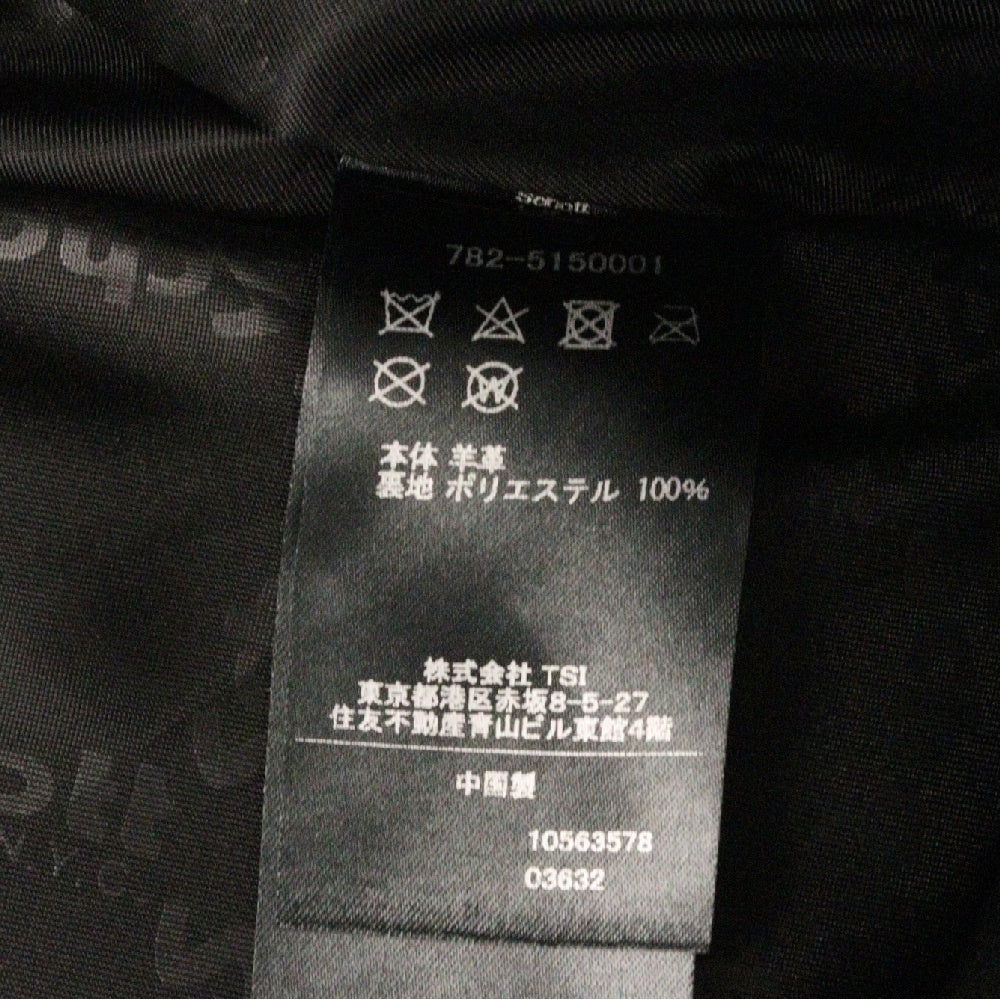 Schott
782-5150001
W
本体 羊革
裏地 ポリエステル 100%
株式会社 TSI
東京都港区赤坂8-5-27
住友不動産青山ビル東館4階
中国製
10563578
03632